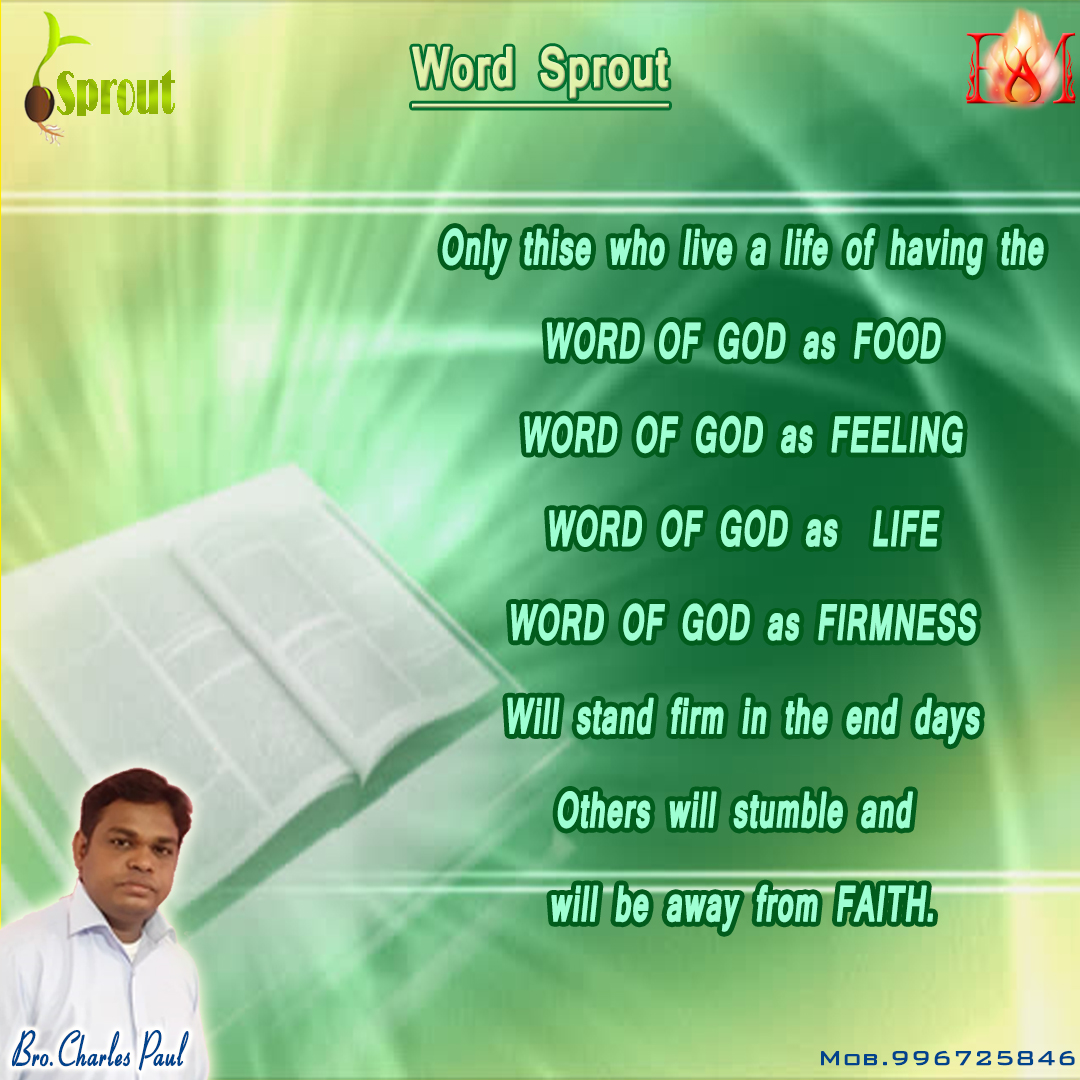 Sprout
Word Sprout
FM
Only thise who live a life of having the
WORD OF GOD as FOOD
WORD OF GOD as FEELING
WORD OF GOD as LIFE
WORD OF GOD as FIRMNESS
Will stand firm in the end days
Others will stumble and
will be away from FAITH.
Bro.Charles Paul
Mob.996725846